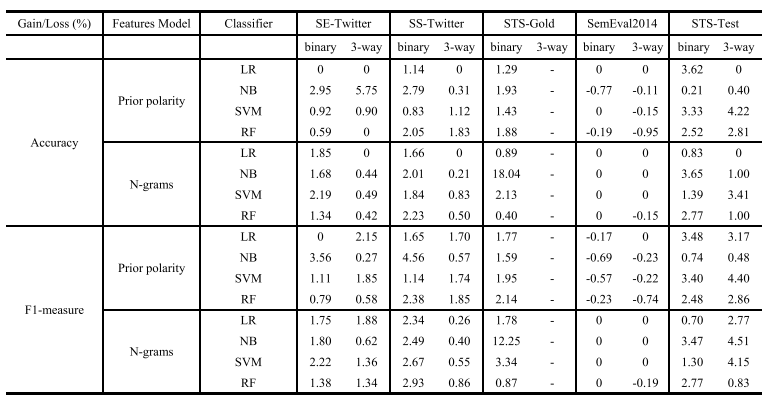 Gain/Loss (%) Features Model Classifier SE-Twitter SS-Twitter STS-Gold SemEval2014 STS-Test
binary 3-way binary 3-way binary 3-way binary 3-way binary 3-way
Accuracy
Prior polarity
LR 0 0 1.14 0 1.29 - 0 0 3.62 0
NB 2.95 5.75 2.79 0.31 1.93 - -0.77 -0.11 0.21 0.40
SVM 0.92 0.90 0.83 1.12 1.43 - 0 -0.15 3.33 4.22
RF 0.59 0 2.05 1.83 1.88 - -0.19 -0.95 2.52 2.81
N-grams
LR 1.85 0 1.66 0 0.89 - 0 0 0.83 0
NB 1.68 0.44 2.01 0.21 18.04 - 0 0 3.65 1.00
SVM 2.19 0.49 1.84 0.83 2.13 - 0 0 1.39 3.41
RF 1.34 0.42 2.23 0.50 0.40 - 0 -0.15 2.77 1.00
F1-measure
Prior polarity
LR 0 2.15 1.65 1.70 1.77 - -0.17 0 3.48 3.17
NB 3.56 0.27 4.56 0.57 1.59 - -0.69 -0.23 0.74 0.48
SVM 1.11 1.85 1.14 1.74 1.95 - -0.57 -0.22 3.40 4.40
RF 0.79 0.58 2.38 1.85 2.14 - -0.23 -0.74 2.48 2.86
N-grams
LR 1.75 1.88 2.34 0.26 1.78 - 0 0 0.70 2.77
NB 1.80 0.62 2.49 0.40 12.25 - 0 0 3.47 4.51
SVM 2.22 1.36 2.67 0.55 3.34 - 0 0 1.30 4.15
RF 1.38 1.34 2.93 0.86 0.87 - 0 -0.19 2.77 0.83